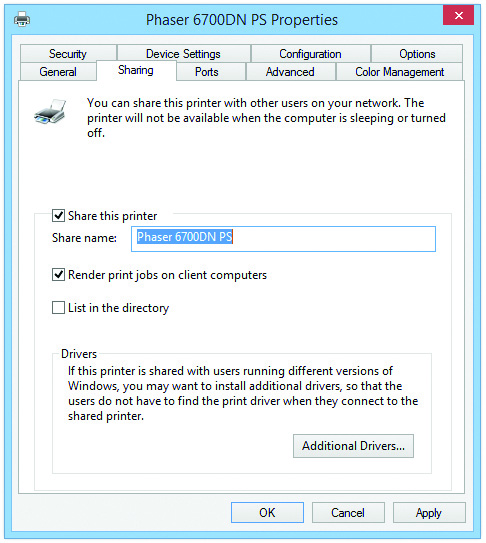 Phaser 6700DN PS Properties
Security
Device Settings
Configuration
Options
General
Sharing
Ports
Advanced
Color Management
You can share this printer with other users on your network. The
printer will not be available when the computer is sleeping or turned
off.
Share this printer
Share name: Phaser 6700DN PS
Render print jobs on client computers
List in the directory
Drivers
If this printer is shared with users running different versions of
Windows, you may want to install additional drivers, so that the
users do not have to find the print driver when they connect to the
shared printer.
Additional Drivers...
OK
Cancel
Apply